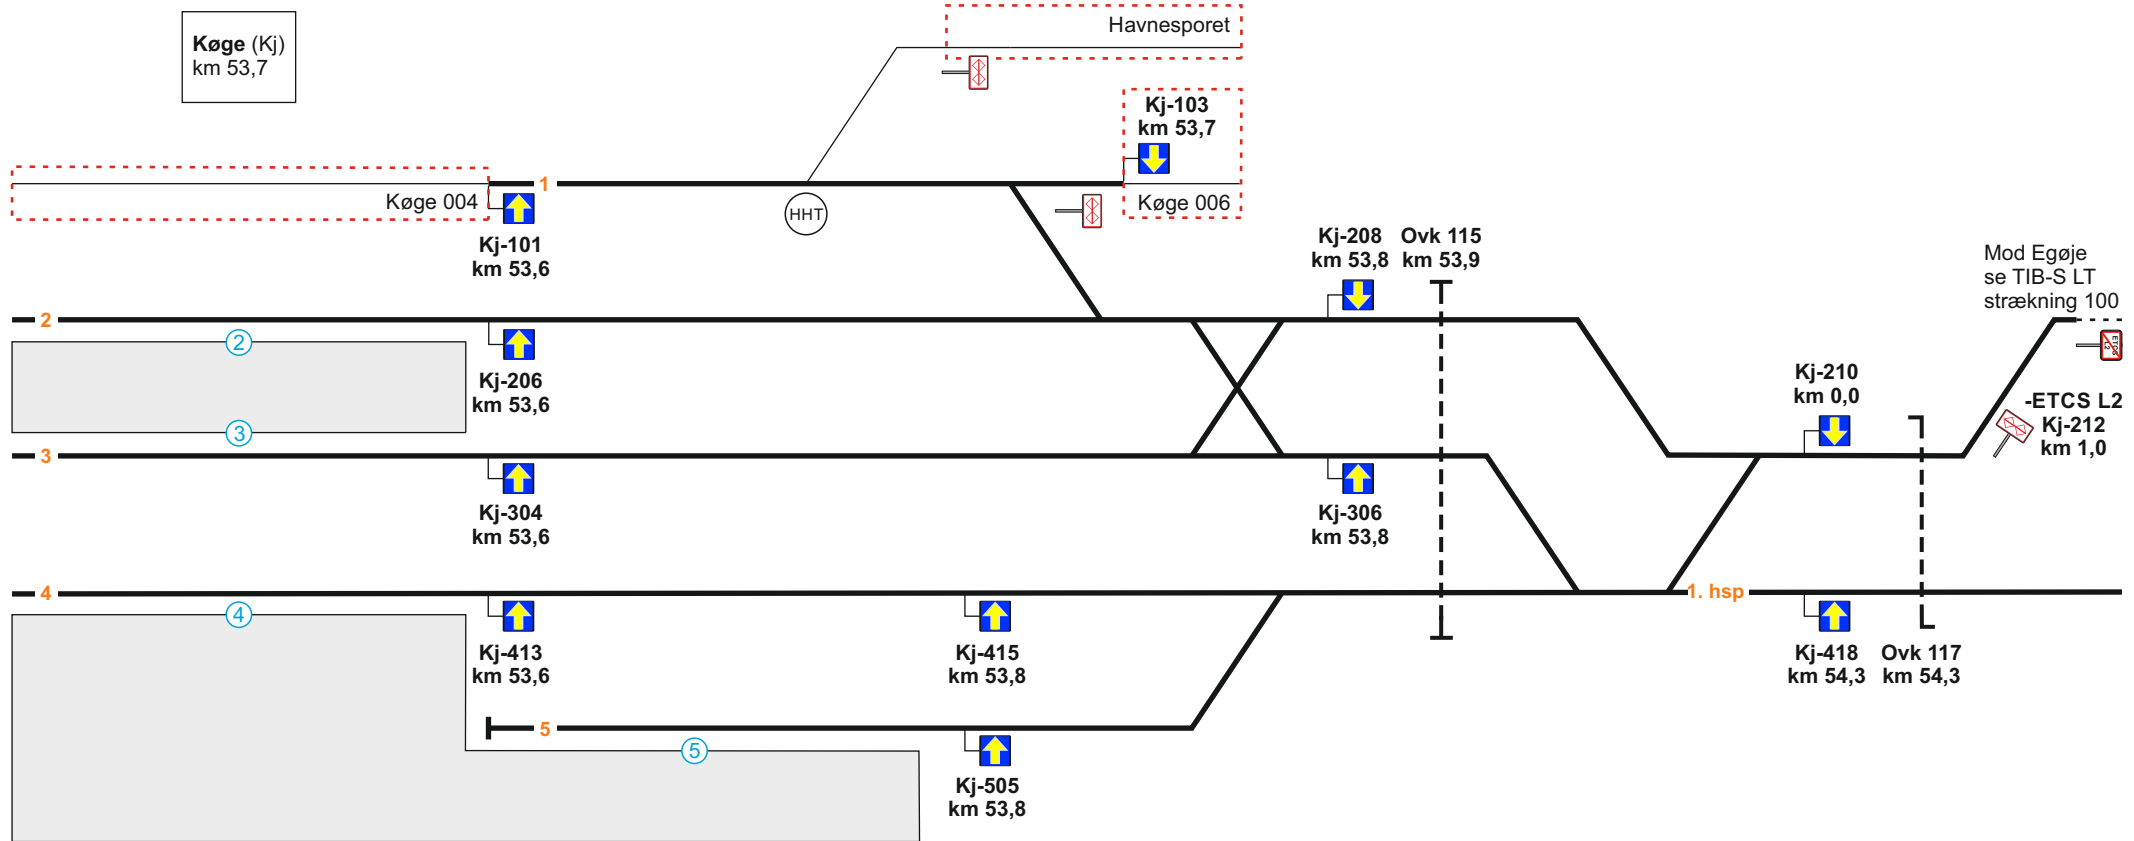 Køge (Kj)
km 53,7
Havnesporet
Kj-103
km 53,7
1
Køge 004
Køge 006
HHT
Kj-101
km 53,6
Kj-208
km 53,8
Ovk 115
km 53,9
Mod Egøje
se TIB-S LT
strækning 100
2
2
ETCS
L2
Kj-206
km 53,6
Kj-210
km 0,0
-ETCS L2
Kj-212
km 1,0
3
3
Kj-304
km 53,6
Kj-306
km 53,8
4
1. hsp
4
Kj-413
km 53,6
Kj-415
km 53,8
Kj-418
km 54,3
Ovk 117
km 54,3
5
5
Kj-505
km 53,8